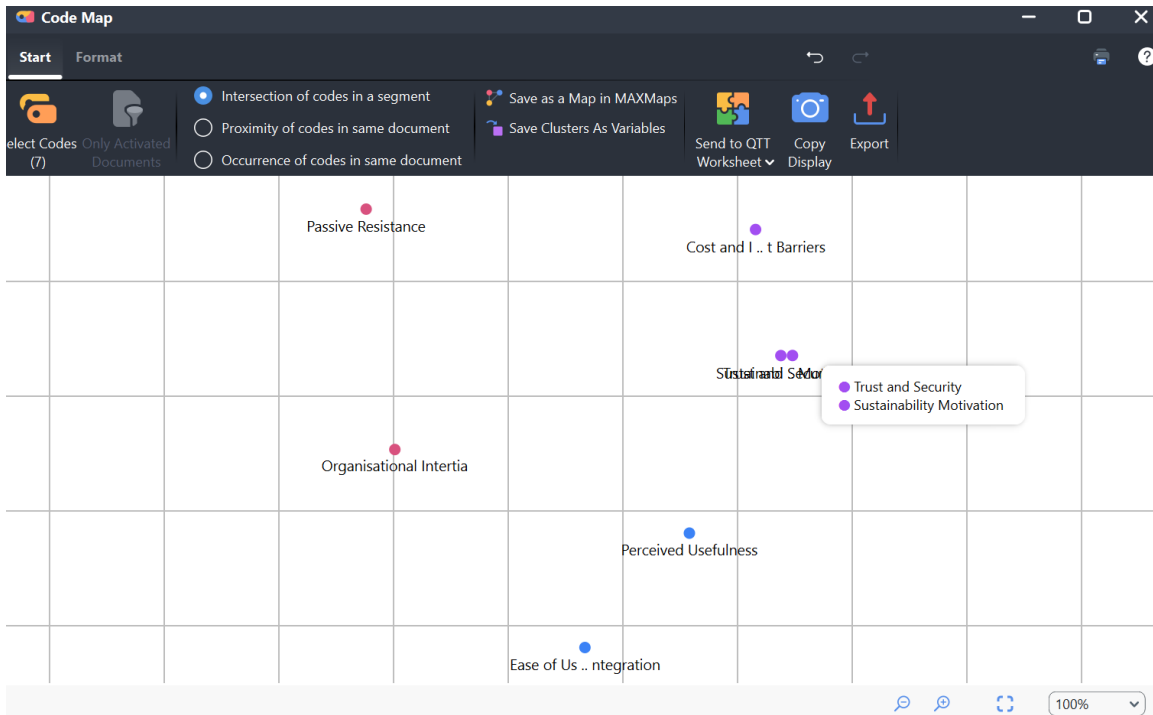 Code Map
Start Format
?
elect Codes
(7)
Only Activated
Documents
Intersection of codes in a segment
Proximity of codes in same document
Occurrence of codes in same document
Save as a Map in MAXMaps
Save Clusters As Variables
Send to QTT
Worksheet
Copy
Display
Export
Passive Resistance
Cost and I .. t Barriers
Trust and Security
Sustainability Motivation
Organisational Intertia
Perceived Usefulness
Ease of Us .. ntegration
100%